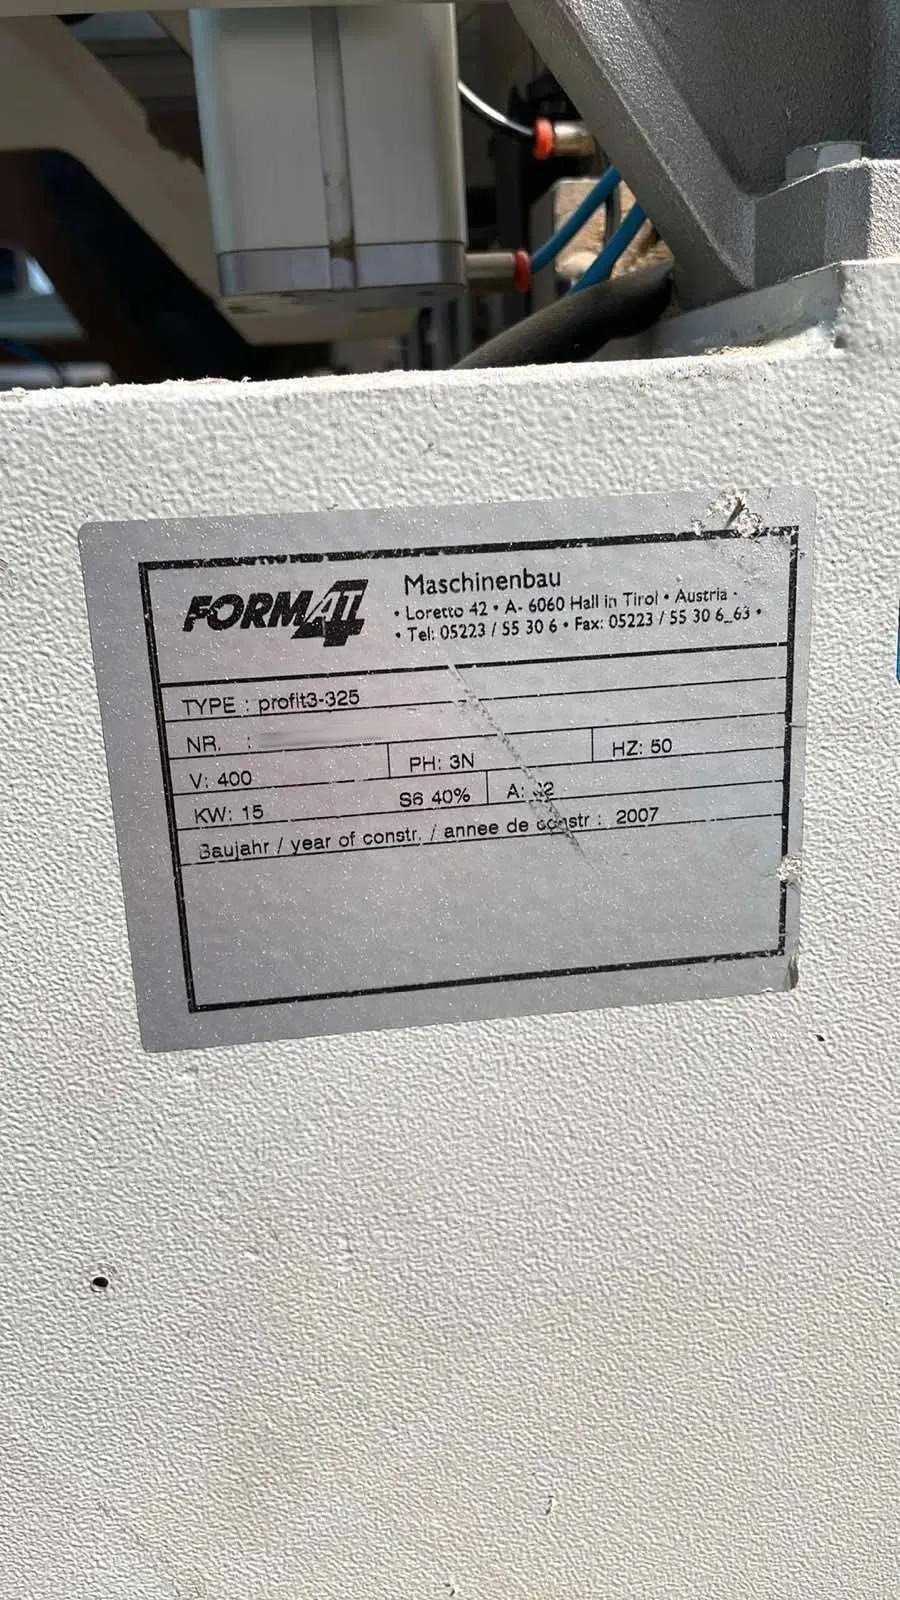 FORMAT 4
Maschinenbau
• Loretto 42 • A- 6060 Hall in Tirol • Austria -
• Tel: 05223 / 55 30 6 • Fax: 05223 / 55 30 6_63 •
TYPE : profit3-325
NR. :
V: 400 PH: 3N HZ: 50
KW: 15 S6 40% A:
Baujahr / year of constr. / annee de constr : 2007